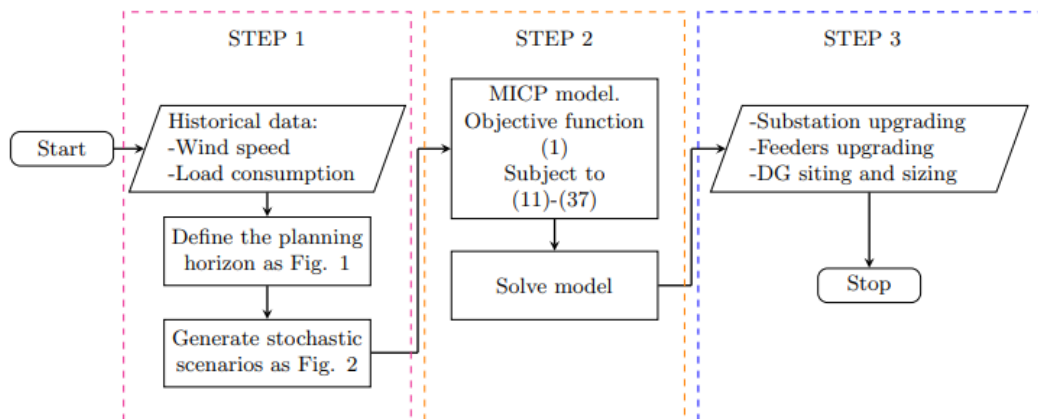 STEP 1
Start
Historical data:
-Wind speed
-Load consumption
Define the planning
horizon as Fig. 1
Generate stochastic
scenarios as Fig. 2
STEP 2
MICP model.
Objective function
(1)
Subject to
(11)-(37)
Solve model
STEP 3
-Substation upgrading
-Feeders upgrading
-DG siting and sizing
Stop